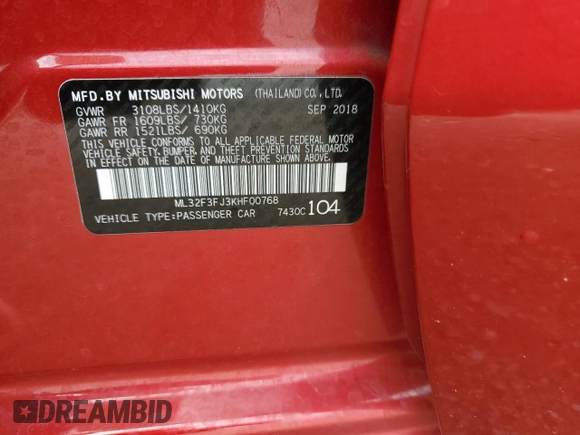 MFD.BY MITSUBISHI MOTORS (THAILAND)CO.,LTD.
GVWR 3108LBS/1410KG SEP 2018
GAWR FR 1609LBS/ 730KG
GAWR RR 1521LBS/ 690KG
THIS VEHICLE CONFORMS TO ALL APPLICABLE FEDERAL MOTOR
VEHICLE SAFETY, BUMPER, AND THEFT PREVENTION STANDARDS
IN EFFECT ON THE DATE OF MANUFACTURE SHOWN ABOVE.
ML32F3FJ3KHF00768
VEHICLE TYPE:PASSENGER CAR 7430C 104
DREAMBID